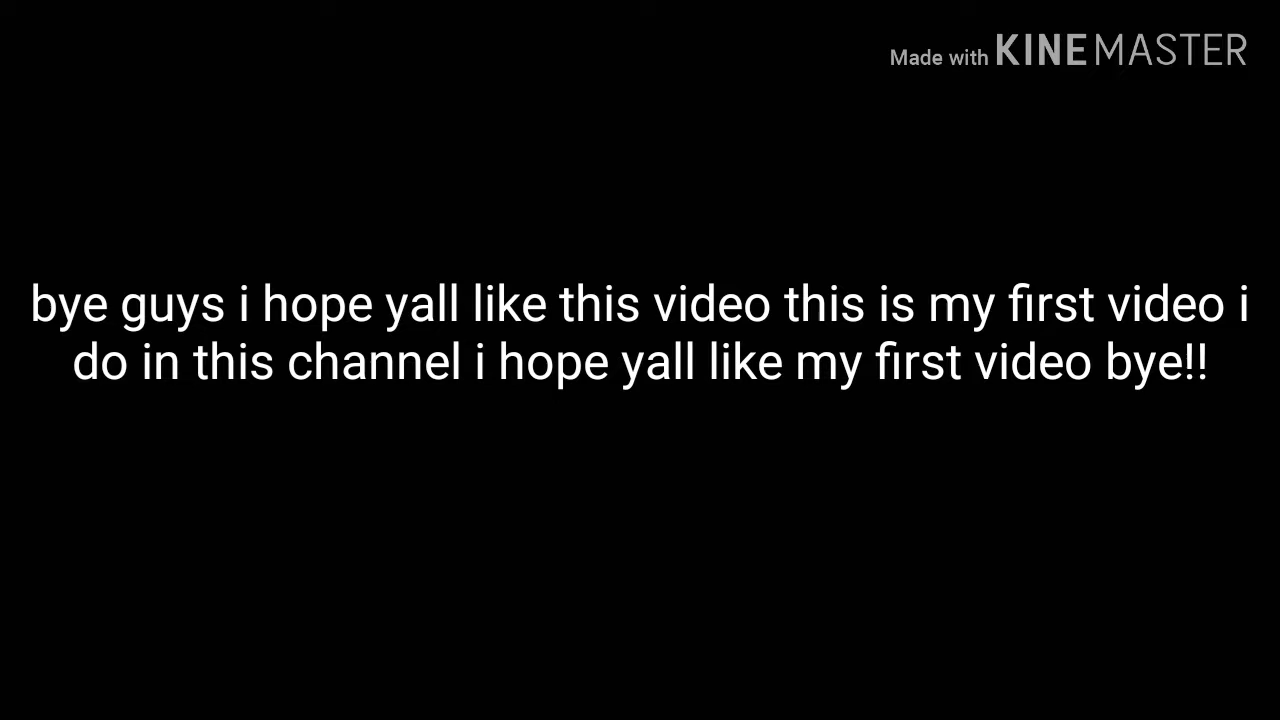 Made with KINEMASTER
bye guys i hope yall like this video this is my first video i
do in this channel i hope yall like my first video bye!!